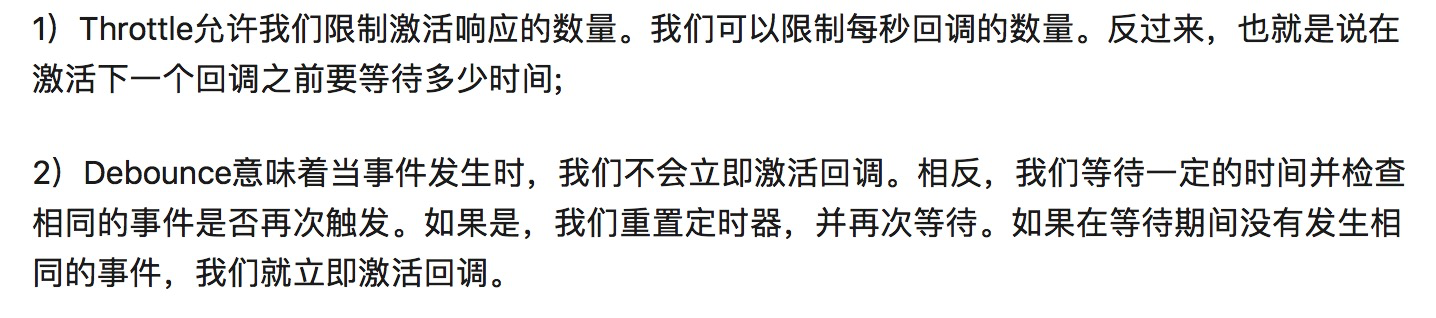 1）Throttle允许我们限制激活响应的数量。我们可以限制每秒回调的数量。反过来，也就是说在
激活下一个回调之前要等待多少时间;
2）Debounce意味着当事件发生时，我们不会立即激活回调。相反，我们等待一定的时间并检查
相同的事件是否再次触发。如果是，我们重置定时器，并再次等待。如果在等待期间没有发生相
同的事件，我们就立即激活回调。